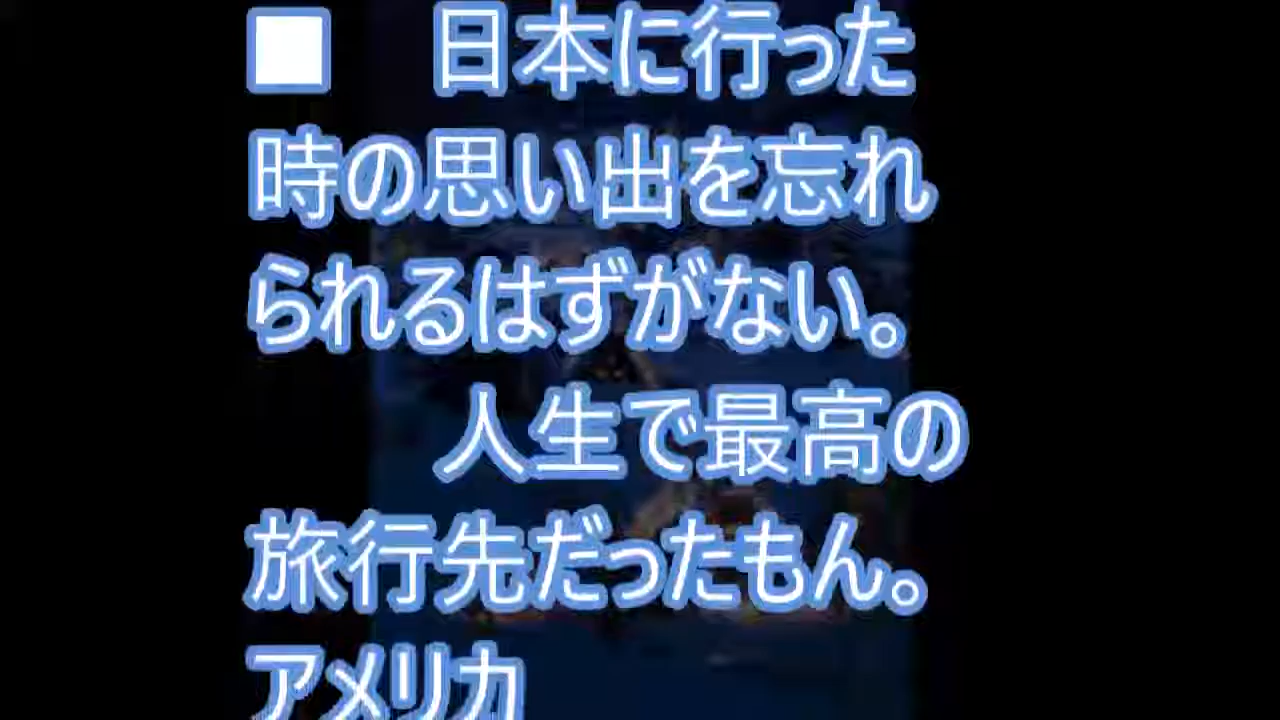 ■　日本に行った
時の思い出を忘れ
られるはずがない。
人生で最高の
旅行先だったもん。
アメリカ